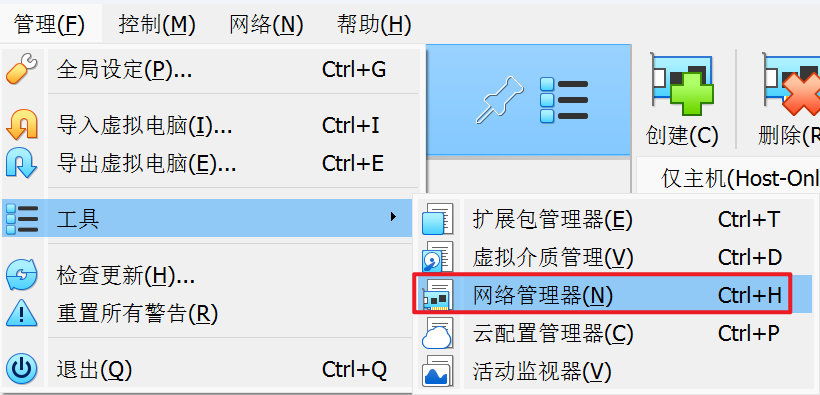 管理(F) 控制(M) 网络(N) 帮助(H)
全局设定(P)... Ctrl+G
导入虚拟电脑(I)... Ctrl+I
导出虚拟电脑(E)... Ctrl+E
工具
检查更新(H)...
重置所有警告(R)
退出(Q) Ctrl+Q
创建(C) 删除(R
仅主机(Host-Onl
扩展包管理器(E) Ctrl+T
虚拟介质管理(V) Ctrl+D
网络管理器(N) Ctrl+H
云配置管理器(C) Ctrl+P
活动监视器(V)